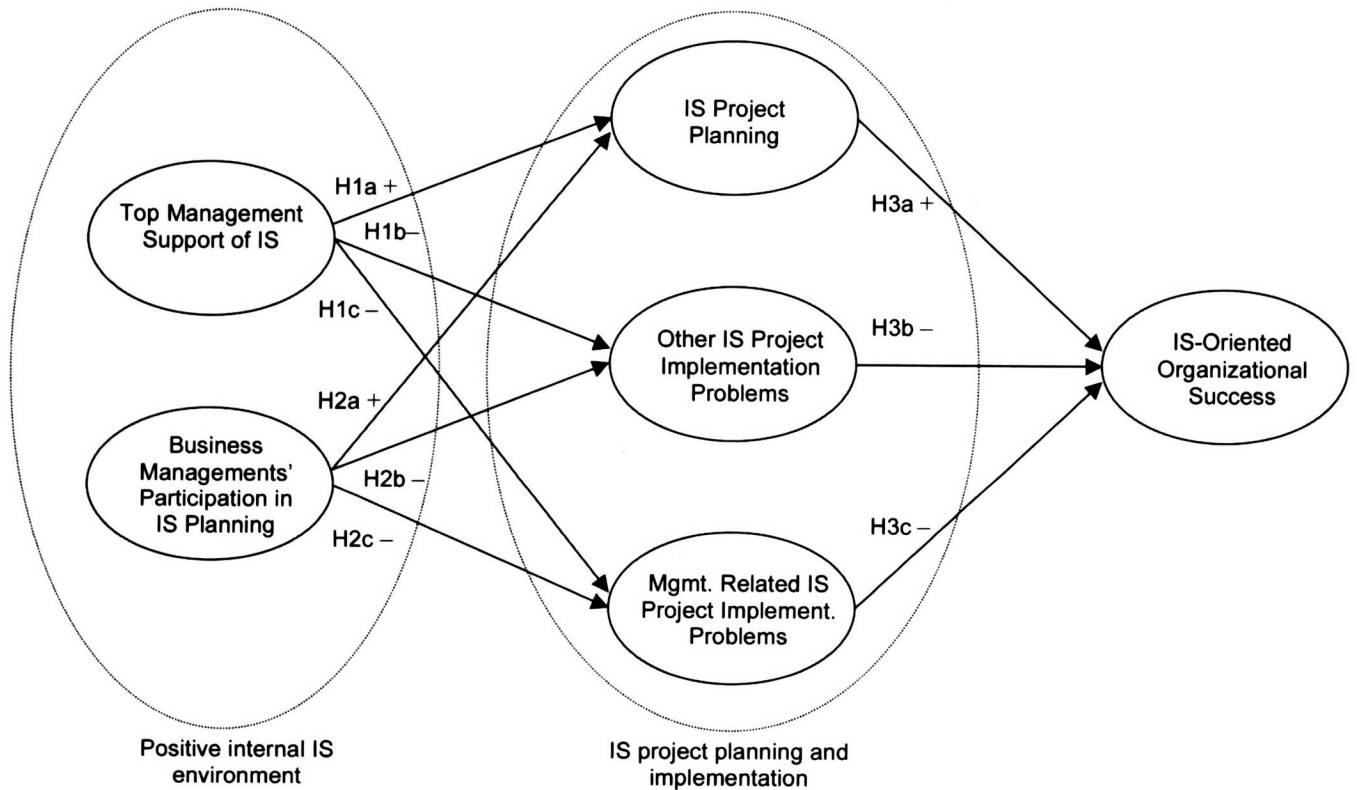 IS Project
Planning
H1a +
H3a +
Top Management
Support of IS
H1b–
H1c –
Other IS Project
Implementation
Problems
H3b –
IS-Oriented
Organizational
Success
H2a +
Business
Managements'
Participation in
IS Planning
H2b –
H2c –
H3c –
Mgmt. Related IS
Project Implement.
Problems
Positive internal IS
environment
IS project planning and
implementation